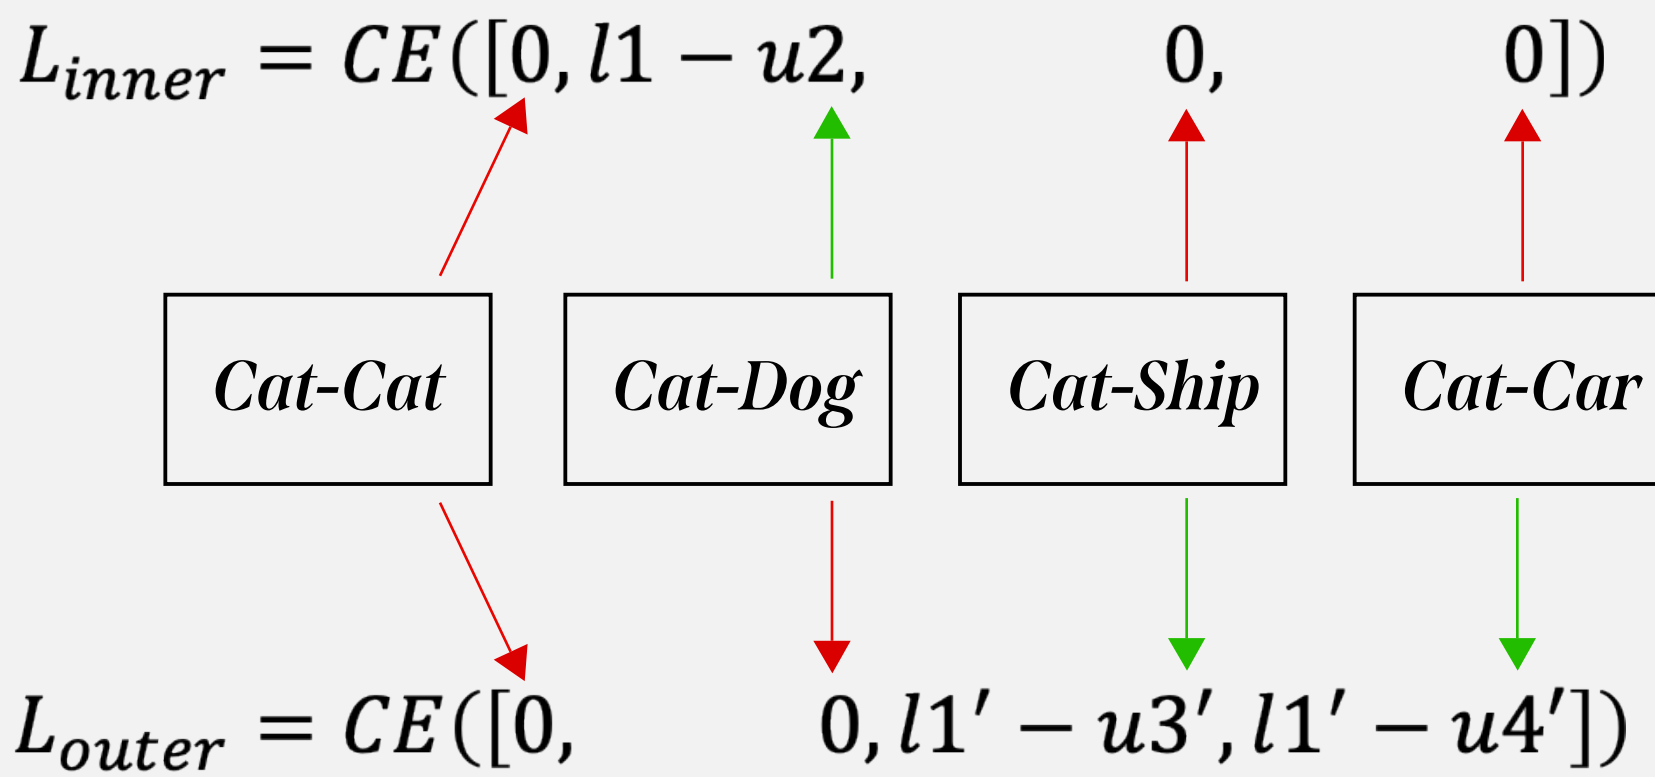 L_inner = CE([0, l1 − u2, 0, 0])
Cat-Cat Cat-Dog Cat-Ship Cat-Car
L_outer = CE([0, 0, l1′ − u3′, l1′ − u4′])